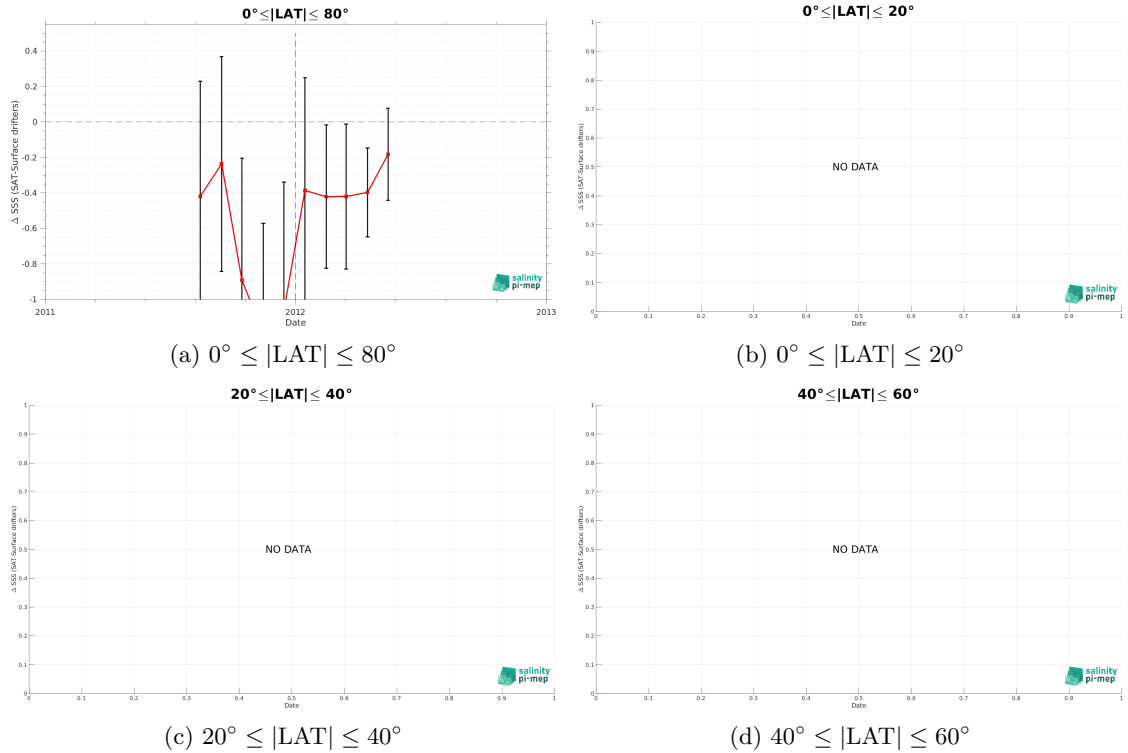 0°≤|LAT|≤ 80°
0.4
0.2
0
-0.2
-0.4
-0.6
-0.8
-1
Δ SSS (SAT-Surface drifters)
2011
2012
2013
Date
salinity
pi-mep
(a) 0° ≤ |LAT| ≤ 80°
0°≤|LAT|≤ 20°
1
0.9
0.8
0.7
0.6
0.5
0.4
0.3
0.2
0.1
0
Δ SSS (SAT-Surface drifters)
NO DATA
0 0.1 0.2 0.3 0.4 0.5 0.6 0.7 0.8 0.9 1
Date
salinity
pi-mep
(b) 0° ≤ |LAT| ≤ 20°
20°≤|LAT|≤ 40°
1
0.9
0.8
0.7
0.6
0.5
0.4
0.3
0.2
0.1
0
Δ SSS (SAT-Surface drifters)
NO DATA
0 0.1 0.2 0.3 0.4 0.5 0.6 0.7 0.8 0.9 1
Date
salinity
pi-mep
(c) 20° ≤ |LAT| ≤ 40°
40°≤|LAT|≤ 60°
1
0.9
0.8
0.7
0.6
0.5
0.4
0.3
0.2
0.1
0
Δ SSS (SAT-Surface drifters)
NO DATA
0 0.1 0.2 0.3 0.4 0.5 0.6 0.7 0.8 0.9 1
Date
salinity
pi-mep
(d) 40° ≤ |LAT| ≤ 60°